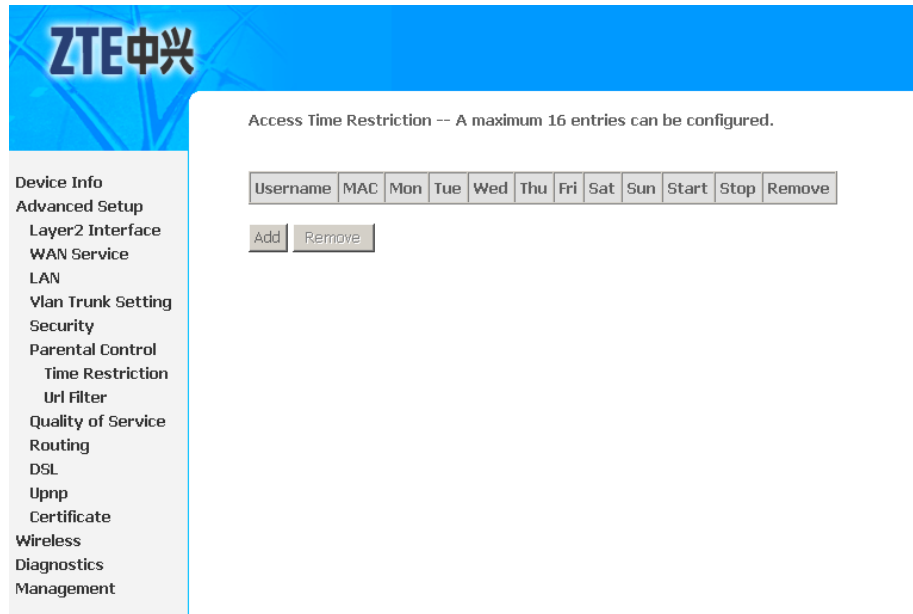 ZTE中兴
Access Time Restriction -- A maximum 16 entries can be configured.
Username MAC Mon Tue Wed Thu Fri Sat Sun Start Stop Remove
Add Remove
Device Info
Advanced Setup
Layer2 Interface
WAN Service
LAN
Vlan Trunk Setting
Security
Parental Control
Time Restriction
Url Filter
Quality of Service
Routing
DSL
Upnp
Certificate
Wireless
Diagnostics
Management